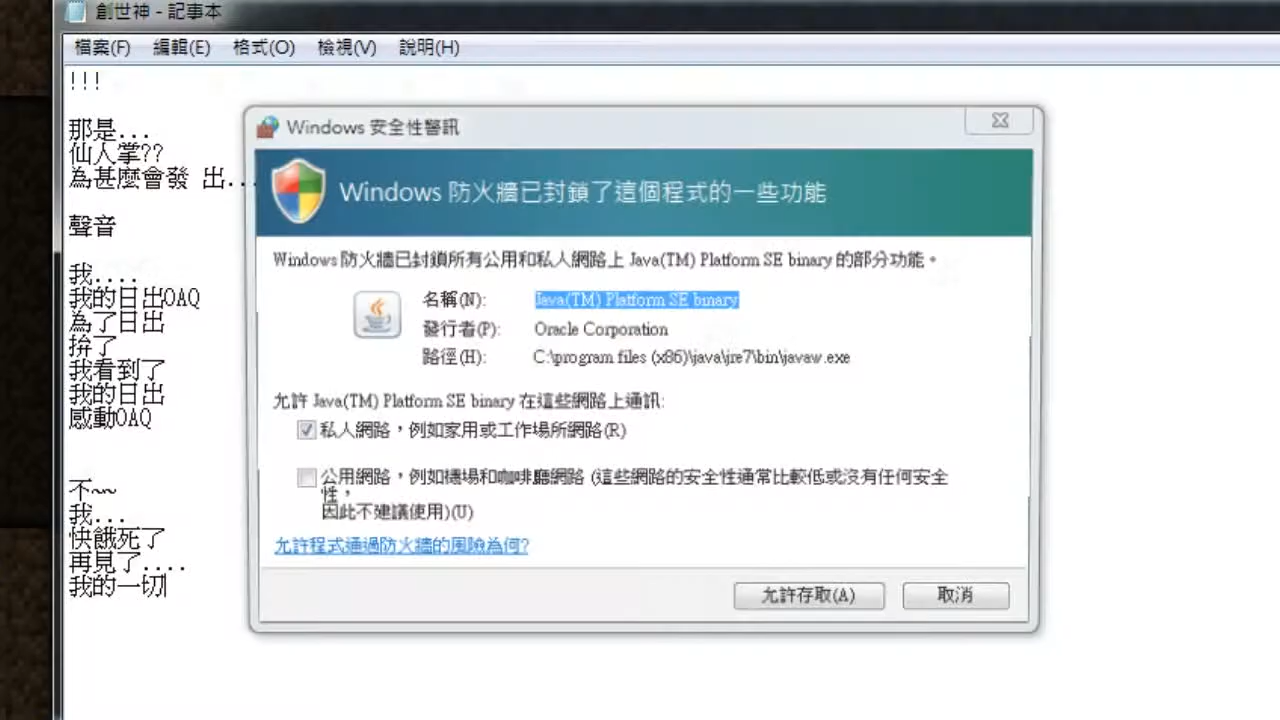 創世神 - 記事本
檔案(F) 編輯(E) 格式(O) 檢視(V) 說明(H)
!!!
那是...
仙人掌??
為甚麼會發 出...
聲音
我....
我的日出OAQ
為了日出
拚了
我看到了
我的日出
感動OAQ
不~~
我...
快餓死了
再見了....
我的一切
Windows 安全性警訊
Windows 防火牆已封鎖了這個程式的一些功能
Windows 防火牆已封鎖所有公用和私人網路上 Java(TM) Platform SE binary 的部分功能。
名稱(N): Java(TM) Platform SE binary
發行者(P): Oracle Corporation
路徑(H): C:\program files (x86)\java\jre7\bin\javaw.exe
允許 Java(TM) Platform SE binary 在這些網路上通訊:
私人網路，例如家用或工作場所網路(R)
公用網路，例如機場和咖啡廳網路 (這些網路的安全性通常比較低或沒有任何安全
性，
因此不建議使用)(U)
允許程式通過防火牆的風險為何?
允許存取(A) 取消